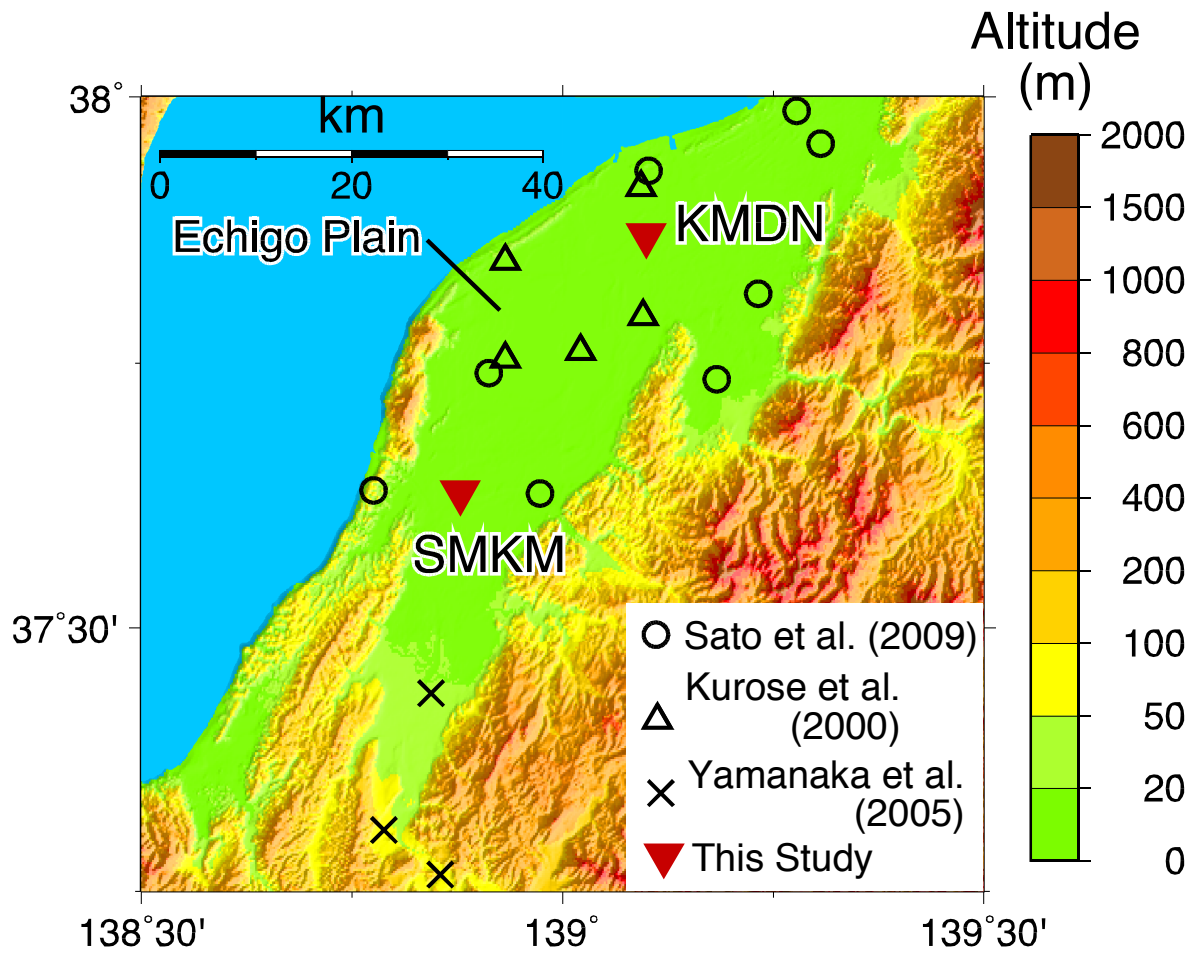 Altitude
(m)
38°
km
0 20 40
Echigo Plain
KMDN
SMKM
37°30'
Sato et al. (2009)
Kurose et al.
(2000)
Yamanaka et al.
(2005)
This Study
138°30'
139°
139°30'
2000
1500
1000
800
600
400
200
100
50
20
0